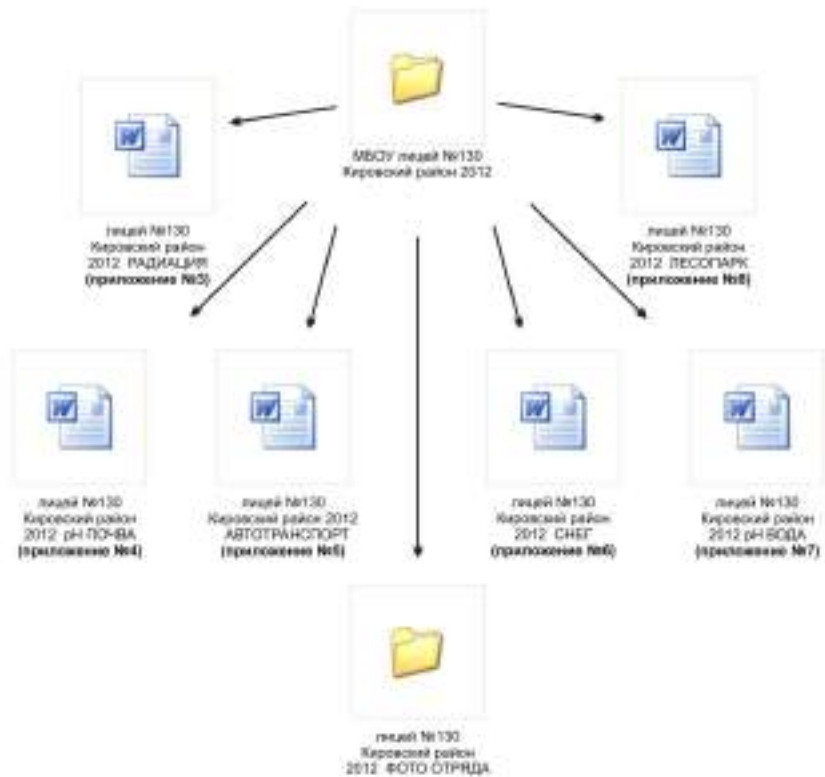 МБОУ лицей №130
Кировский район 2012
лицей №130
Кировский район
2012 РАДИАЦИЯ
(приложение №3)
лицей №130
Кировский район
2012 ЛЕСОПАРК
(приложение №8)
лицей №130
Кировский район
2012 pH ПОЧВА
(приложение №4)
лицей №130
Кировский район 2012
АВТОТРАНСПОРТ
(приложение №5)
лицей №130
Кировский район
2012 СНЕГ
(приложение №6)
лицей №130
Кировский район
2012 pH ВОДА
(приложение №7)
лицей №130
Кировский район
2012 ФОТО ОТРЯДА